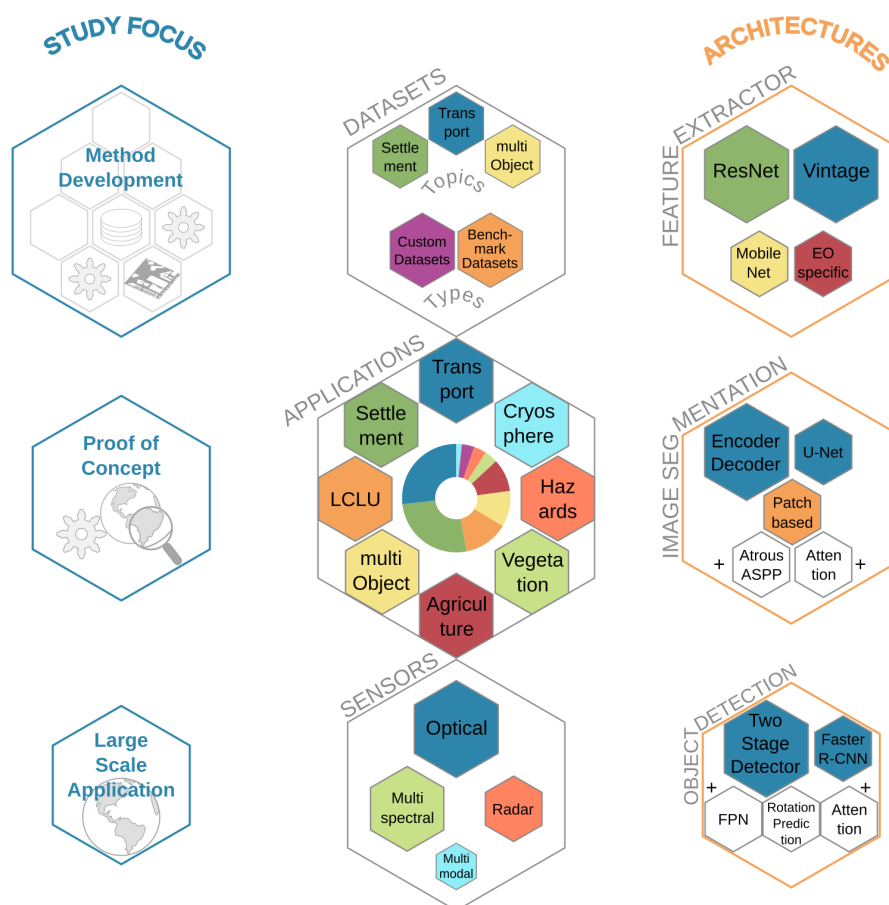 STUDY FOCUS
ARCHITECTURES
Method
Development
Proof of
Concept
Large
Scale
Application
DATASETS
Trans
port
Settle
ment
multi
Object
Topics
Custom
Datasets
Bench-
mark
Datasets
Types
APPLICATIONS
Trans
port
Settle
ment
Cryos
phere
LCLU
Haz
ards
multi
Object
Vegeta
tion
Agricul
ture
SENSORS
Optical
Multi
spectral
Radar
Multi
modal
FEATURE EXTRACTOR
ResNet
Vintage
Mobile
Net
EO
specific
IMAGE SEG MENTATION
Encoder
Decoder
U-Net
Patch
based
+
Atrous
ASPP
Atten
tion
+
OBJECT DETECTION
Two
Stage
Detector
Faster
R-CNN
+
+
FPN
Rotation
Predic
tion
Atten
tion